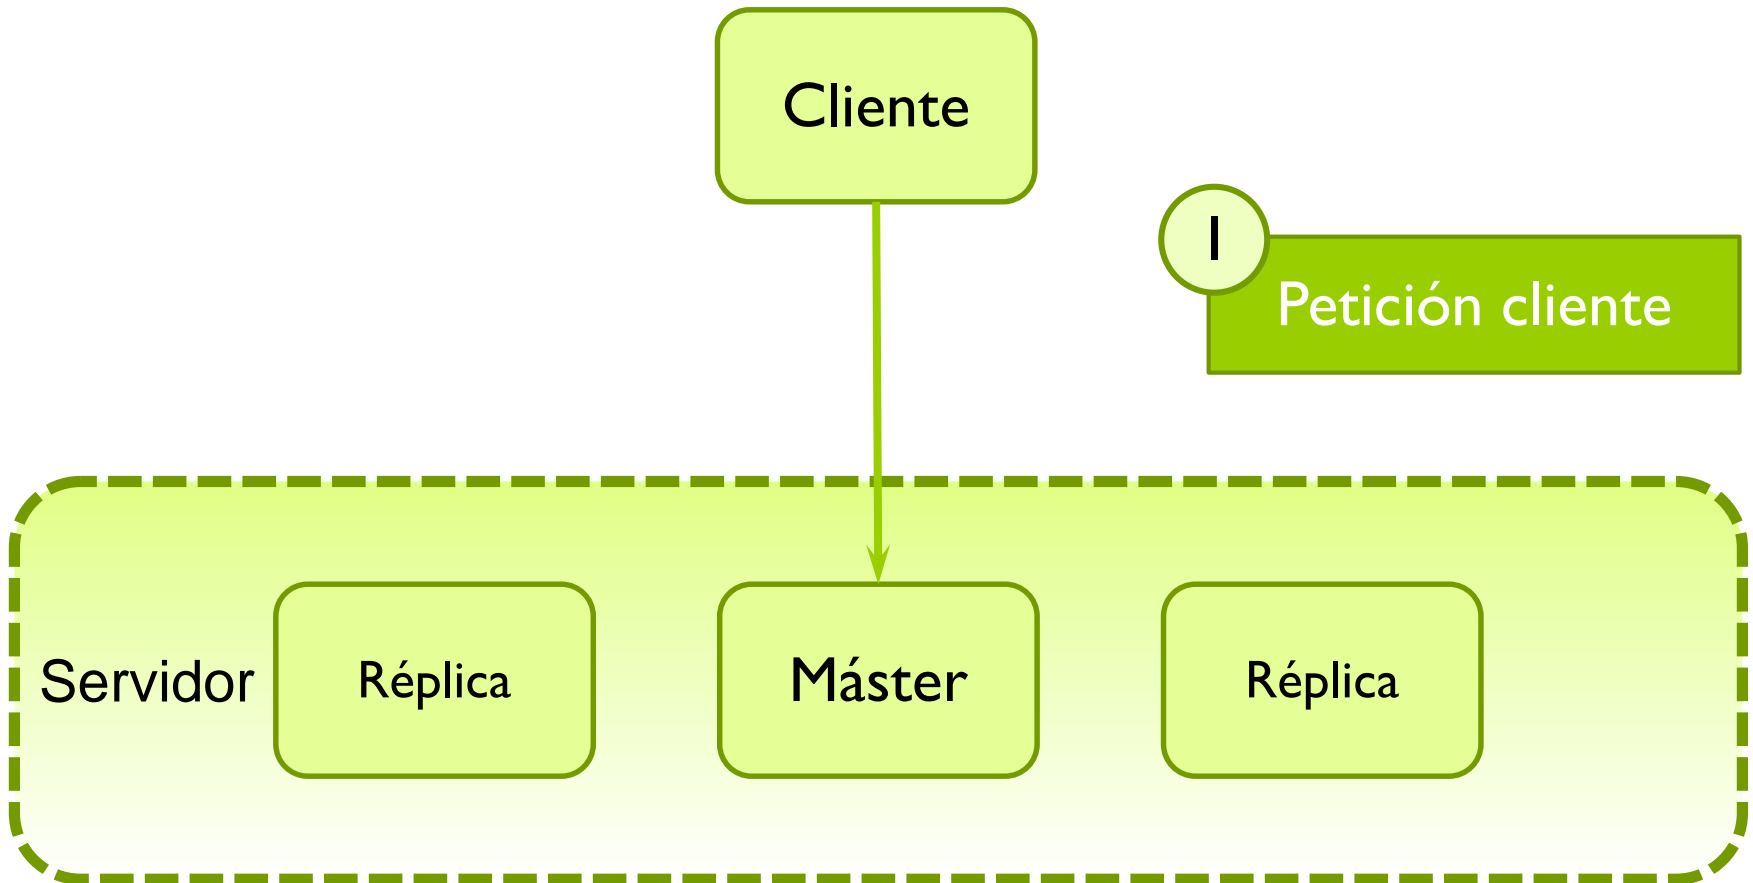 Cliente
1
Petición cliente
Servidor
Réplica
Máster
Réplica